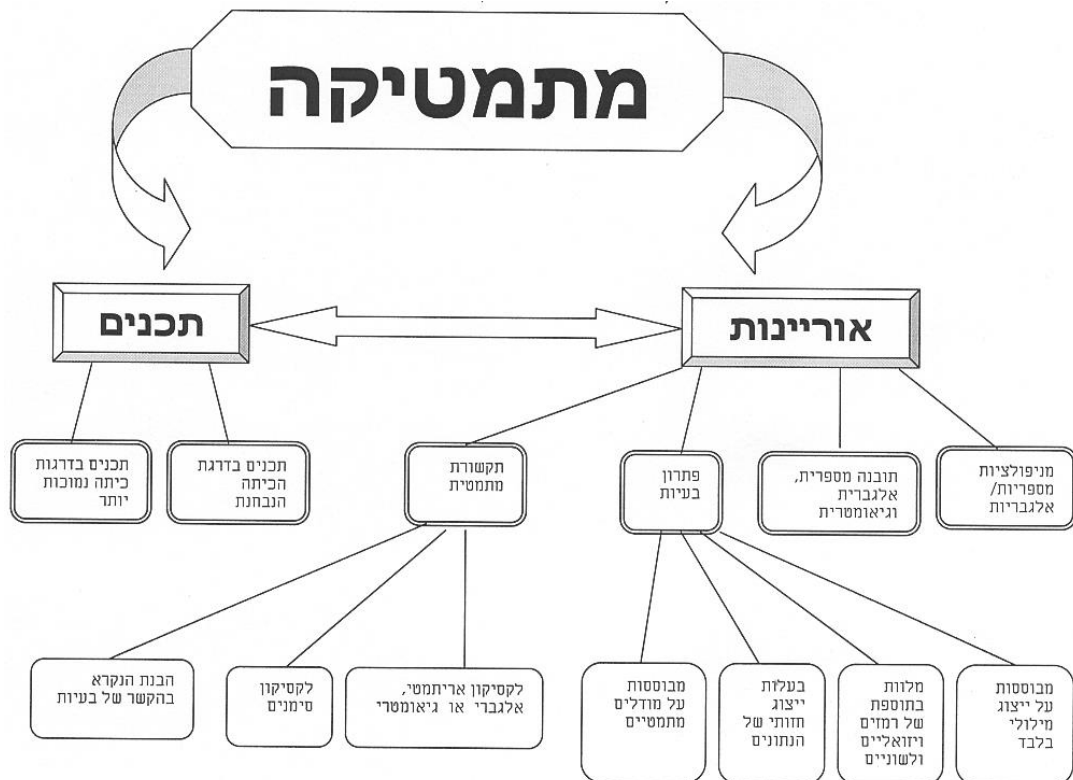 מתמטיקה
אוריינות
תכנים
מניפולציות
מספריות/
אלגבריות
תובנה מספרית,
אלגברית
וגיאומטרית
פתרון
בעיות
תקשורת
מתמטית
תכנים בדרגת
הכיתה
הנבחנת
תכנים בדרגות
כיתה נמוכות
יותר
מבוססות
על ייצוג
מילולי
בלבד
מלוות
בתוספת
של רמזים
ויזואליים
ולשוניים
בעלות
ייצוג
חזותי של
הנתונים
מבוססות
על מודלים
מתמטיים
לקסיקון אריתמטי,
אלגברי או גיאומטרי
לקסיקון
סימנים
הבנת הנקרא
בהקשר של בעיות